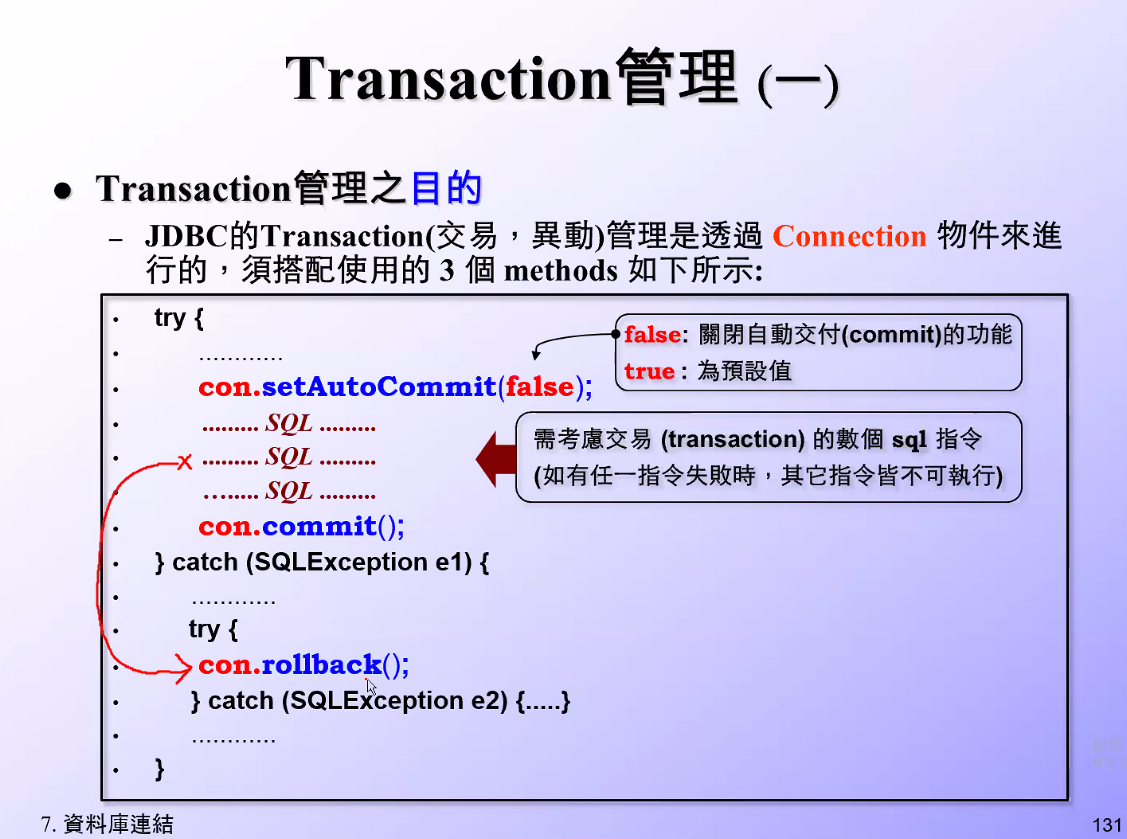 Transaction管理 (一)
● Transaction管理之目的
– JDBC的Transaction(交易，異動)管理是透過 Connection 物件來進
行的，須搭配使用的 3 個 methods 如下所示:
• try {
false: 關閉自動交付(commit)的功能
• ............
true : 為預設值
• con.setAutoCommit(false);
• ......... SQL .........
需考慮交易 (transaction) 的數個 sql 指令
• x ......... SQL .........
(如有任一指令失敗時，其它指令皆不可執行)
• …..... SQL .........
• con.commit();
• } catch (SQLException e1) {
• ............
• try {
• con.rollback();
• } catch (SQLException e2) {.....}
• ............
• }
7. 資料庫連結
131